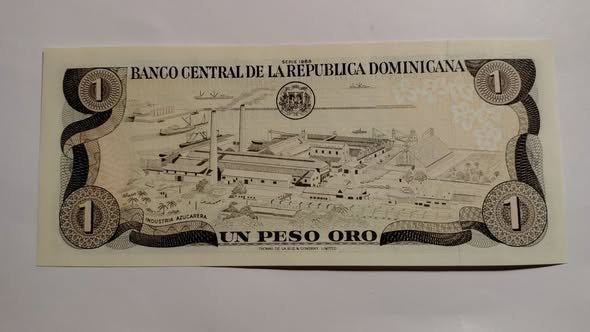 SERIE 1988
1 BANCO CENTRAL DE LA REPUBLICA DOMINICANA 1
INDUSTRIA AZUCARERA
1 UN PESO ORO 1
THOMAS DE LA RUE & COMPANY LIMITED